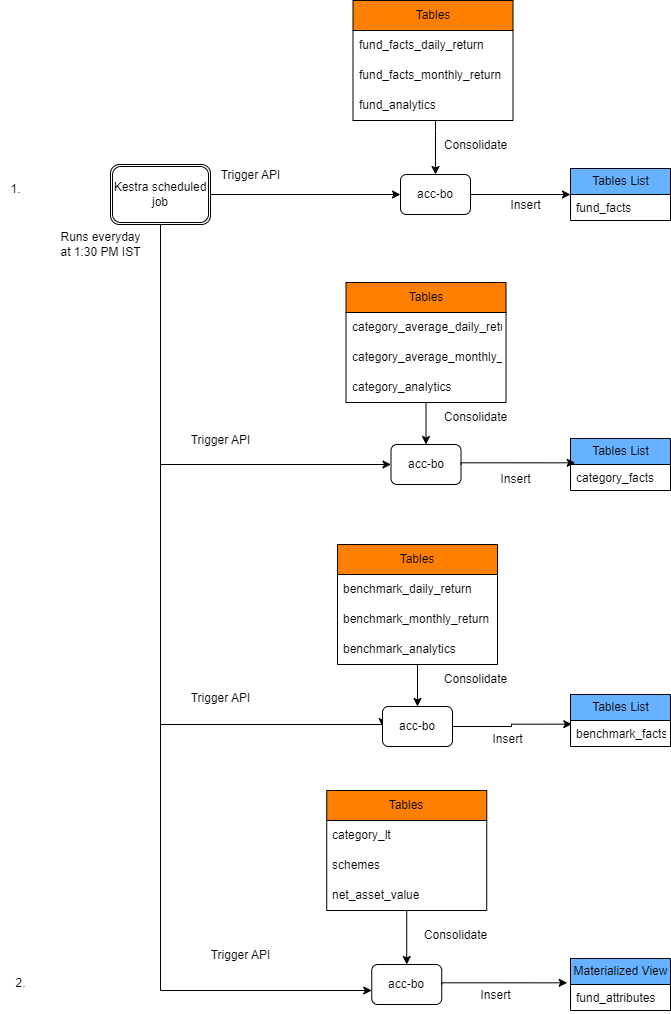 Tables
fund_facts_daily_return
fund_facts_monthly_return
fund_analytics
Consolidate
Trigger API
1.
Kestra scheduled
job
acc-bo
Insert
Tables List
fund_facts
Runs everyday
at 1:30 PM IST
Tables
category_average_daily_retu
category_average_monthly_
category_analytics
Consolidate
Trigger API
acc-bo
Insert
Tables List
category_facts
Tables
benchmark_daily_return
benchmark_monthly_return
benchmark_analytics
Consolidate
Trigger API
acc-bo
Insert
Tables List
benchmark_facts
Tables
category_lt
schemes
net_asset_value
Consolidate
Trigger API
2.
acc-bo
Insert
Materialized View
fund_attributes